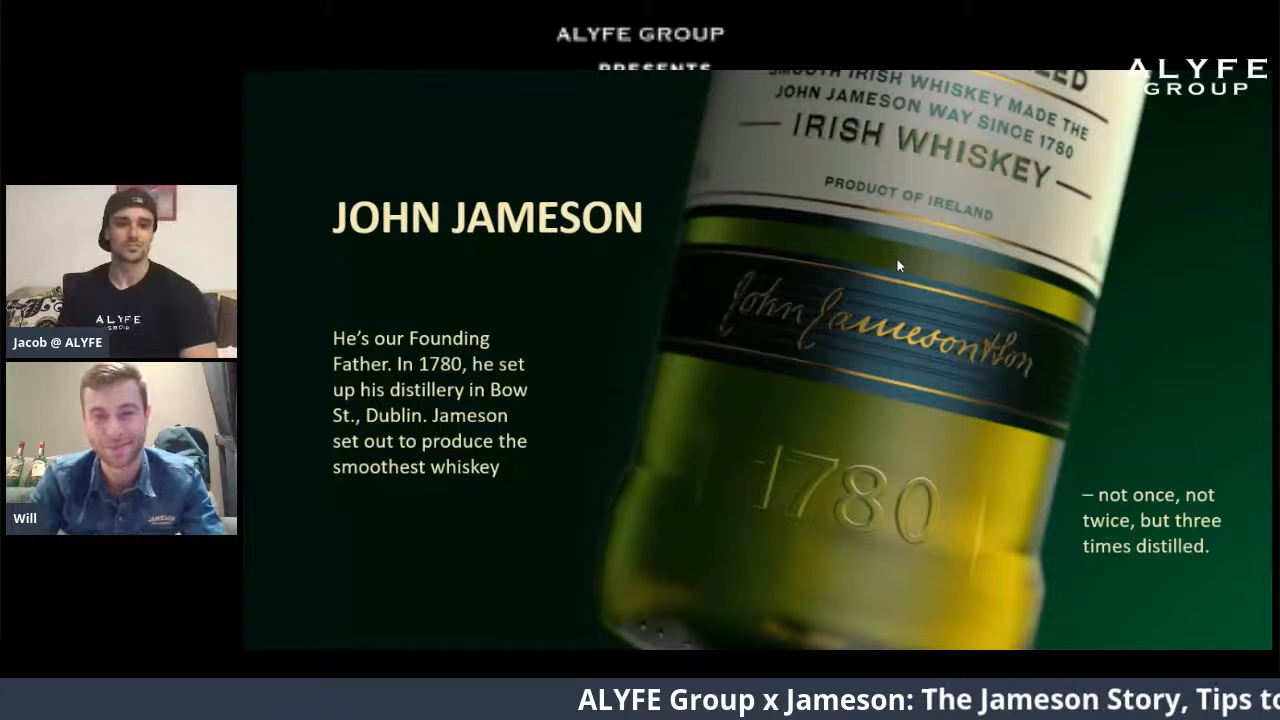 ALYFE GROUP
PRESENTS
ALYFE
GROUP
SMOOTH IRISH WHISKEY MADE THE
JOHN JAMESON WAY SINCE 1780
IRISH WHISKEY
PRODUCT OF IRELAND
JOHN JAMESON
John Jameson & Son
He’s our Founding
Father. In 1780, he set
up his distillery in Bow
St., Dublin. Jameson
set out to produce the
smoothest whiskey
1780
– not once, not
twice, but three
times distilled.
ALYFE
GROUP
Jacob @ ALYFE
JAMESON
Will
ALYFE Group x Jameson: The Jameson Story, Tips to